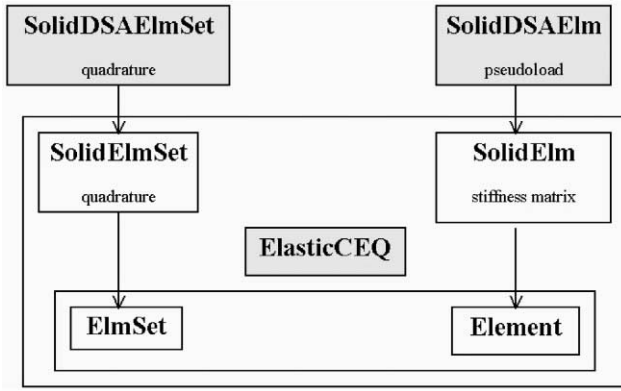 SolidDSAElmSet
quadrature
SolidDSAElm
pseudoload
SolidElmSet
quadrature
SolidElm
stiffness matrix
ElasticCEQ
ElmSet
Element